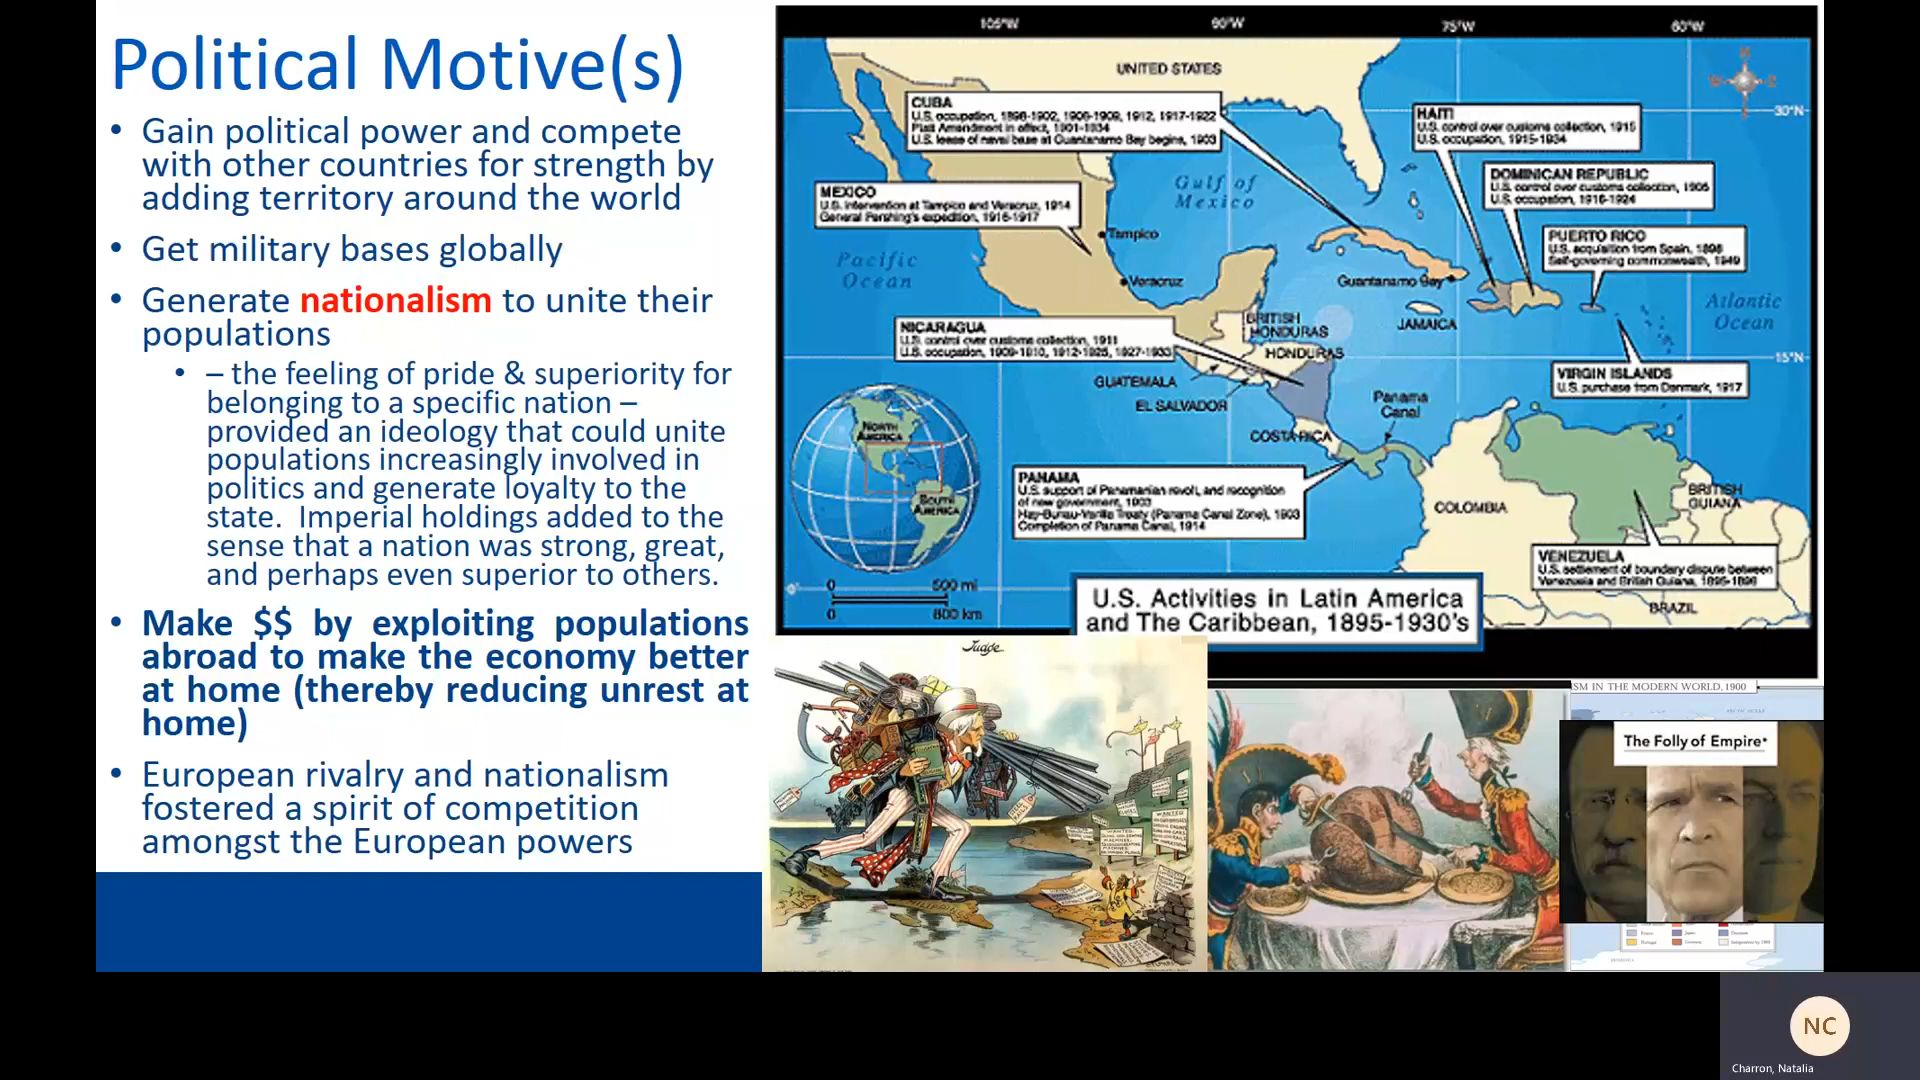 Political Motive(s)
• Gain political power and compete
with other countries for strength by
adding territory around the world
• Get military bases globally
• Generate nationalism to unite their
populations
• – the feeling of pride & superiority for
belonging to a specific nation –
provided an ideology that could unite
populations increasingly involved in
politics and generate loyalty to the
state. Imperial holdings added to the
sense that a nation was strong, great,
and perhaps even superior to others.
• Make $$ by exploiting populations
abroad to make the economy better
at home (thereby reducing unrest at
home)
• European rivalry and nationalism
fostered a spirit of competition
amongst the European powers
105°W 90°W 75°W 60°W
UNITED STATES
CUBA
U.S. occupation, 1898-1902, 1906-1909, 1912, 1917-1922
Platt Amendment in effect, 1901-1934
U.S. lease of naval base at Guantanamo Bay begins, 1903
HAITI
U.S. control over customs collection, 1915
U.S. occupation, 1915-1934
30°N
DOMINICAN REPUBLIC
U.S. control over customs collection, 1905
U.S. occupation, 1916-1924
MEXICO
U.S. intervention at Tampico and Veracruz, 1914
General Pershing's expedition, 1916-1917
Gulf of
Mexico
PUERTO RICO
U.S. acquisition from Spain, 1898
Self-governing commonwealth, 1949
Tampico
Pacific
Ocean
Veracruz
Guantanamo Bay
Atlantic
Ocean
JAMAICA
BRITISH
HONDURAS
NICARAGUA
U.S. control over customs collection, 1911
U.S. occupation, 1909-1910, 1912-1925, 1927-1933
HONDURAS
15°N
GUATEMALA
EL SALVADOR
VIRGIN ISLANDS
U.S. purchase from Denmark, 1917
Panama
Canal
COSTA RICA
NORTH
AMERICA
SOUTH
AMERICA
PANAMA
U.S. support of Panamanian revolt, and recognition
of new government, 1903
Hay-Bunau-Varilla Treaty (Panama Canal Zone), 1903
Completion of Panama Canal, 1914
COLOMBIA
BRITISH
GUIANA
VENEZUELA
U.S. settlement of boundary dispute between
Venezuela and British Guiana, 1895-1896
BRAZIL
0 500 mi
0 800 km
0°
U.S. Activities in Latin America
and The Caribbean, 1895-1930's
Judge
SM IN THE MODERN WORLD, 1900
The Folly of Empire*
NC
Charron, Natalia